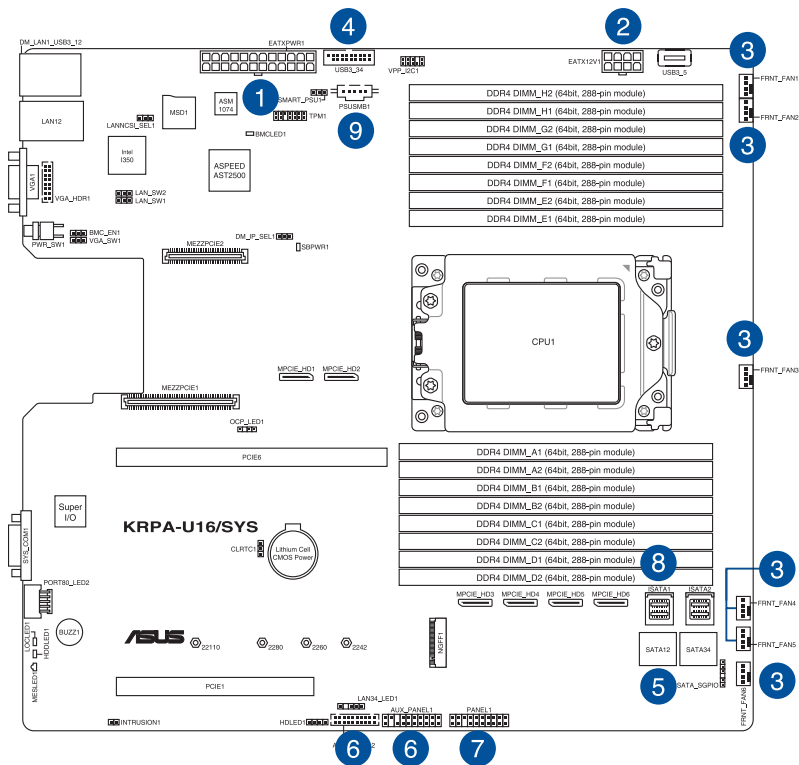 DM_LAN1_USB3_12
EATXPWR1
4
USB3_34
VPP_I2C1
2
EATX12V1
USB3_5
3
FRNT_FAN1
FRNT_FAN2
3
LAN12
LANNCSI_SEL1
MSD1
ASM
1074
1
SMART_PSU1
PSUSMB1
TPM1
9
BMCLED1
DDR4 DIMM_H2 (64bit, 288-pin module)
DDR4 DIMM_H1 (64bit, 288-pin module)
DDR4 DIMM_G2 (64bit, 288-pin module)
DDR4 DIMM_G1 (64bit, 288-pin module)
DDR4 DIMM_F2 (64bit, 288-pin module)
DDR4 DIMM_F1 (64bit, 288-pin module)
DDR4 DIMM_E2 (64bit, 288-pin module)
DDR4 DIMM_E1 (64bit, 288-pin module)
Intel
I350
ASPEED
AST2500
VGA1
VGA_HDR1
LAN_SW2
LAN_SW1
PWR_SW1
BMC_EN1
VGA_SW1
MEZZPCIE2
DM_IP_SEL1
SBPWR1
CPU1
3
FRNT_FAN3
MPCIE_HD1
MPCIE_HD2
MEZZPCIE1
OCP_LED1
PCIE6
DDR4 DIMM_A1 (64bit, 288-pin module)
DDR4 DIMM_A2 (64bit, 288-pin module)
DDR4 DIMM_B1 (64bit, 288-pin module)
DDR4 DIMM_B2 (64bit, 288-pin module)
DDR4 DIMM_C1 (64bit, 288-pin module)
DDR4 DIMM_C2 (64bit, 288-pin module)
DDR4 DIMM_D1 (64bit, 288-pin module)
DDR4 DIMM_D2 (64bit, 288-pin module)
Super
I/O
KRPA-U16/SYS
CLRTC1
Lithium Cell
CMOS Power
SYS_COM1
PORT80_LED2
8
3
MPCIE_HD3
MPCIE_HD4
MPCIE_HD5
MPCIE_HD6
ISATA1
ISATA2
FRNT_FAN4
FRNT_FAN5
LOCLED1
HDDLED1
MESLED1
BUZZ1
ASUS
22110
2280
2260
2242
NGFF1
SATA12
SATA34
5
SATA_SGPIO
3
FRNT_FAN6
PCIE1
LAN34_LED1
AUX_PANEL1
PANEL1
INTRUSION1
HDLED1
6
6
7